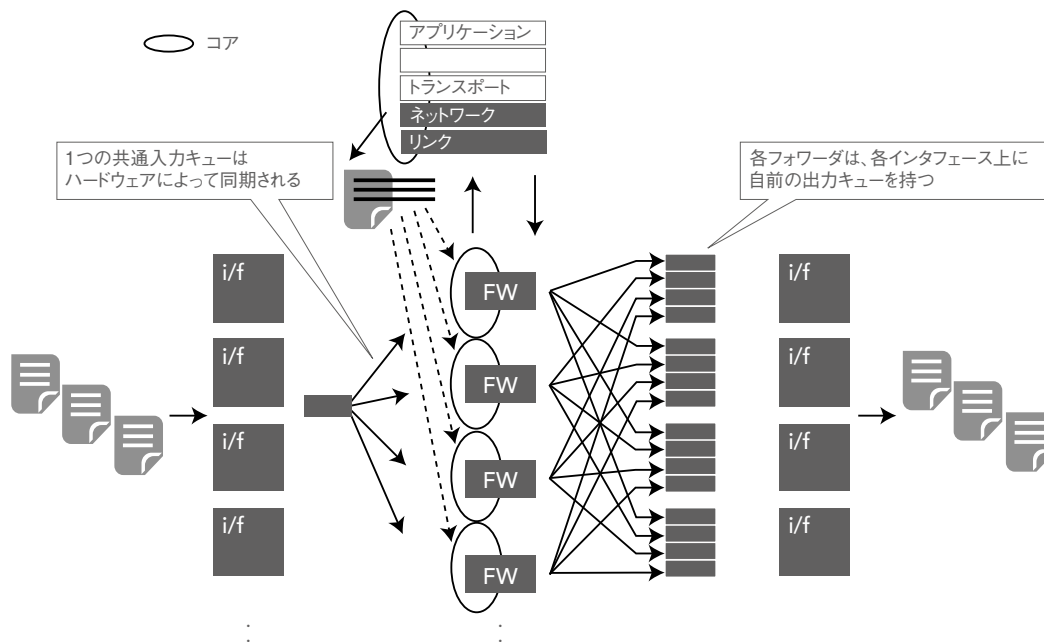 コア
アプリケーション
トランスポート
ネットワーク
リンク
1つの共通入力キューは
ハードウェアによって同期される
各フォワーダは、各インタフェース上に
自前の出力キューを持つ
i/f
i/f
i/f
i/f
FW
FW
FW
FW
i/f
i/f
i/f
i/f